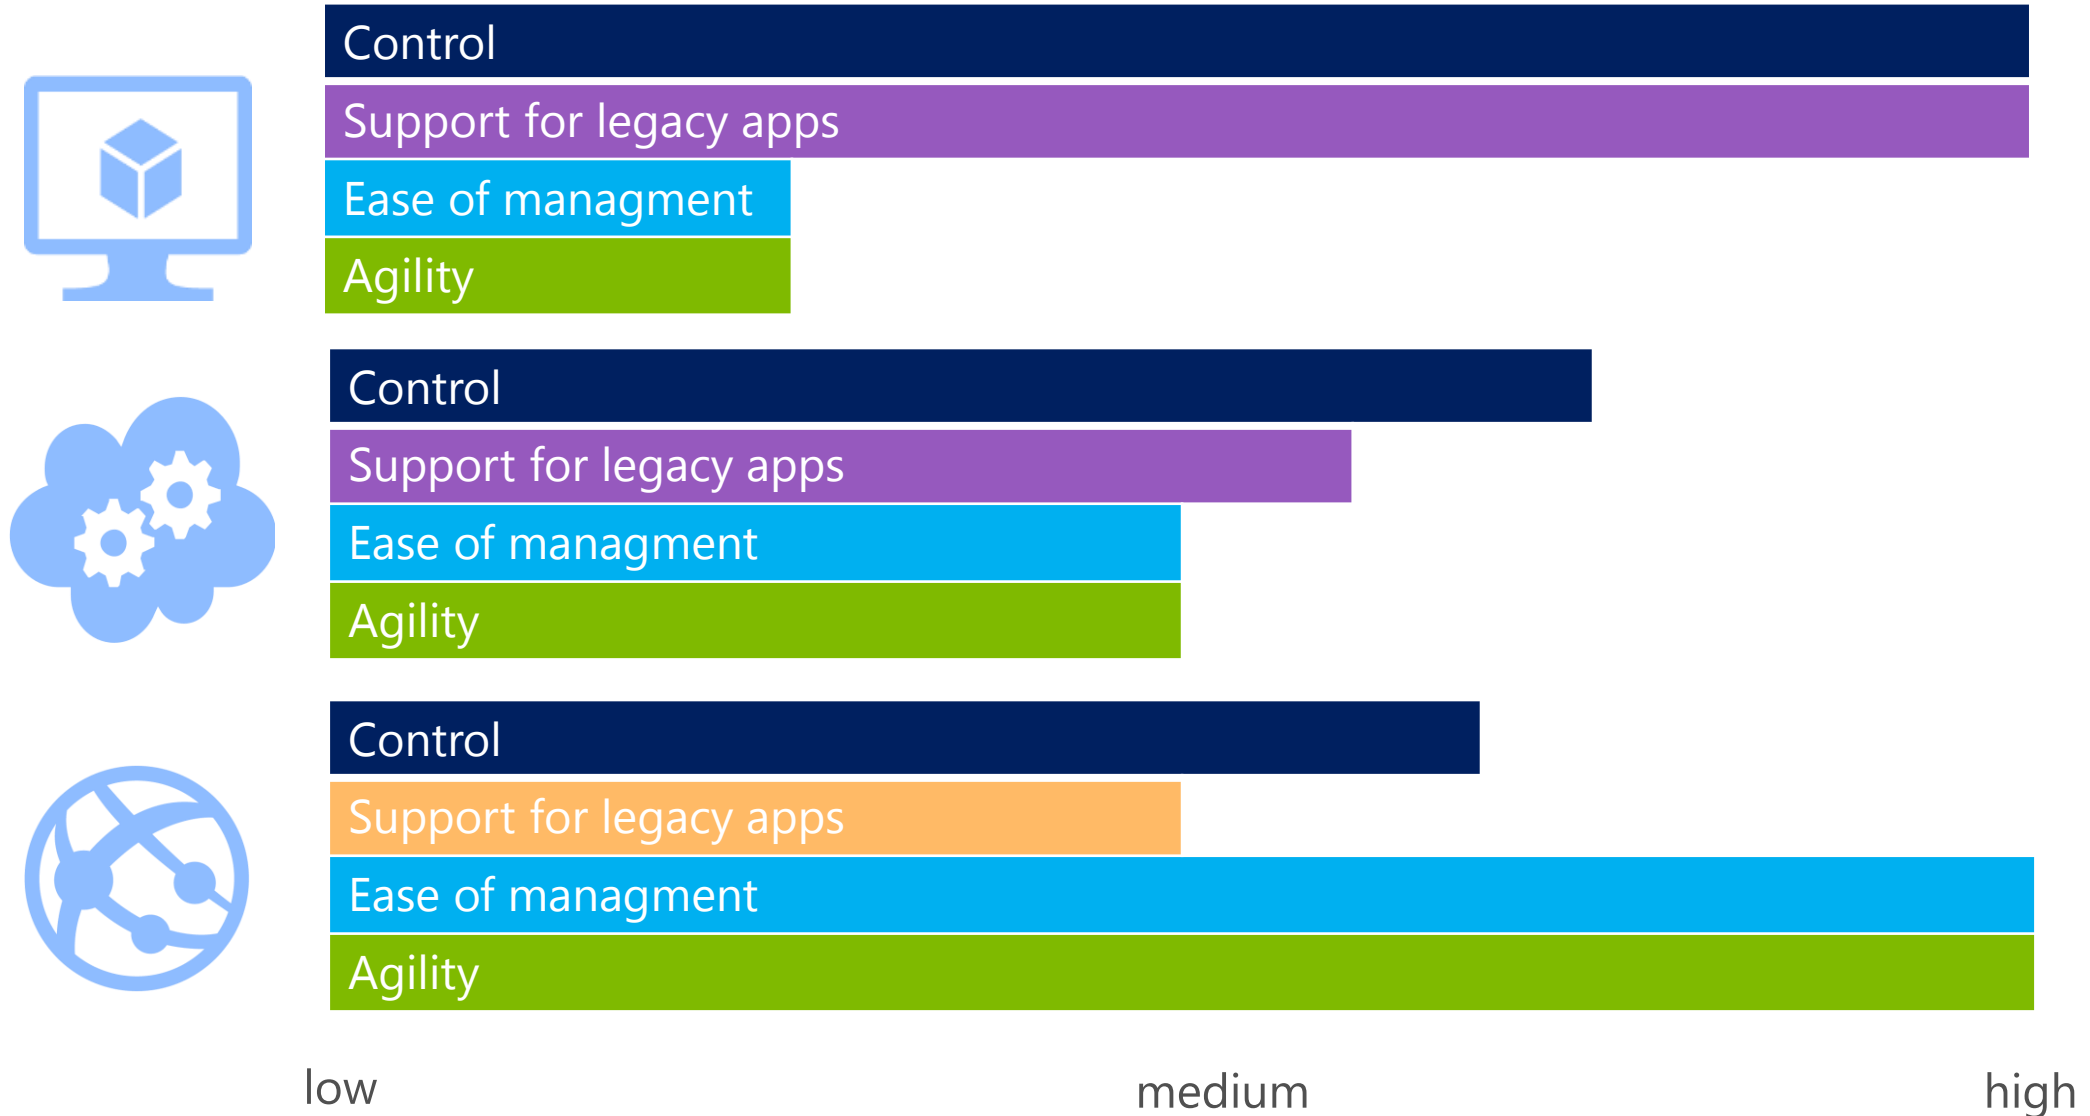 Control
Support for legacy apps
Ease of managment
Agility
Control
Support for legacy apps
Ease of managment
Agility
Control
Support for legacy apps
Ease of managment
Agility
low medium high